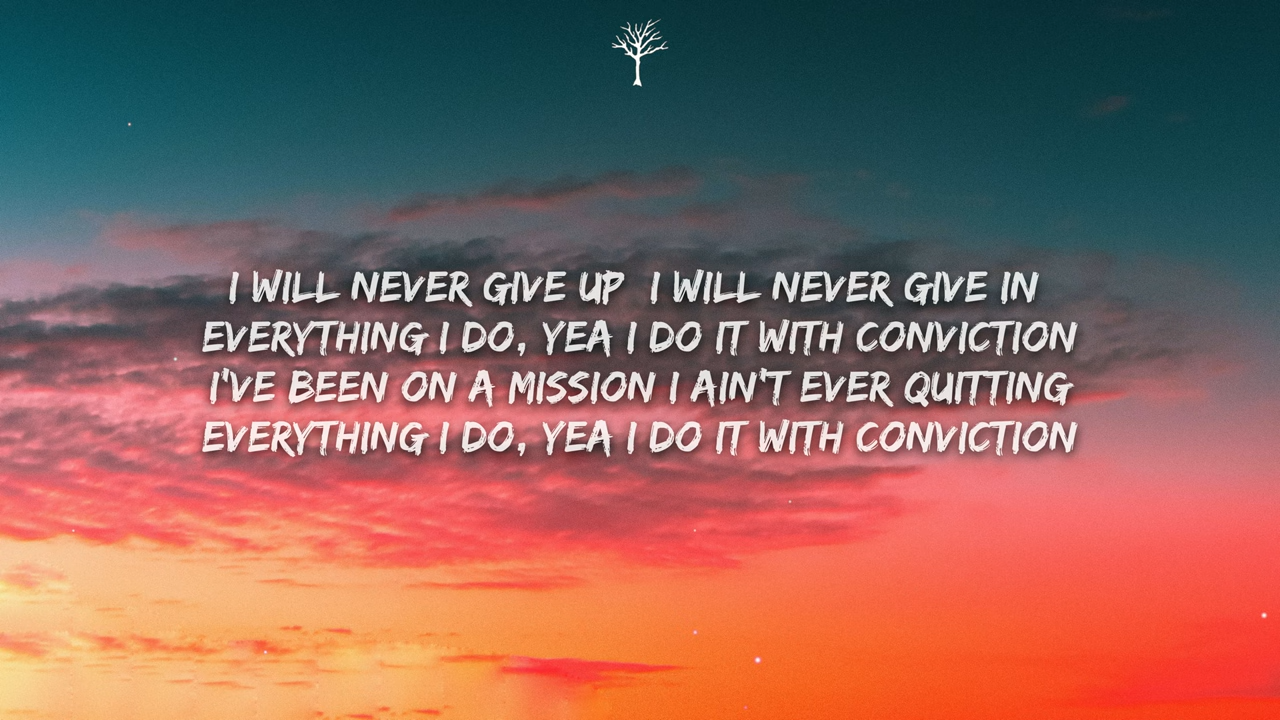 I WILL NEVER GIVE UP  I WILL NEVER GIVE IN
EVERYTHING I DO, YEA I DO IT WITH CONVICTION
I'VE BEEN ON A MISSION I AIN'T EVER QUITTING
EVERYTHING I DO, YEA I DO IT WITH CONVICTION